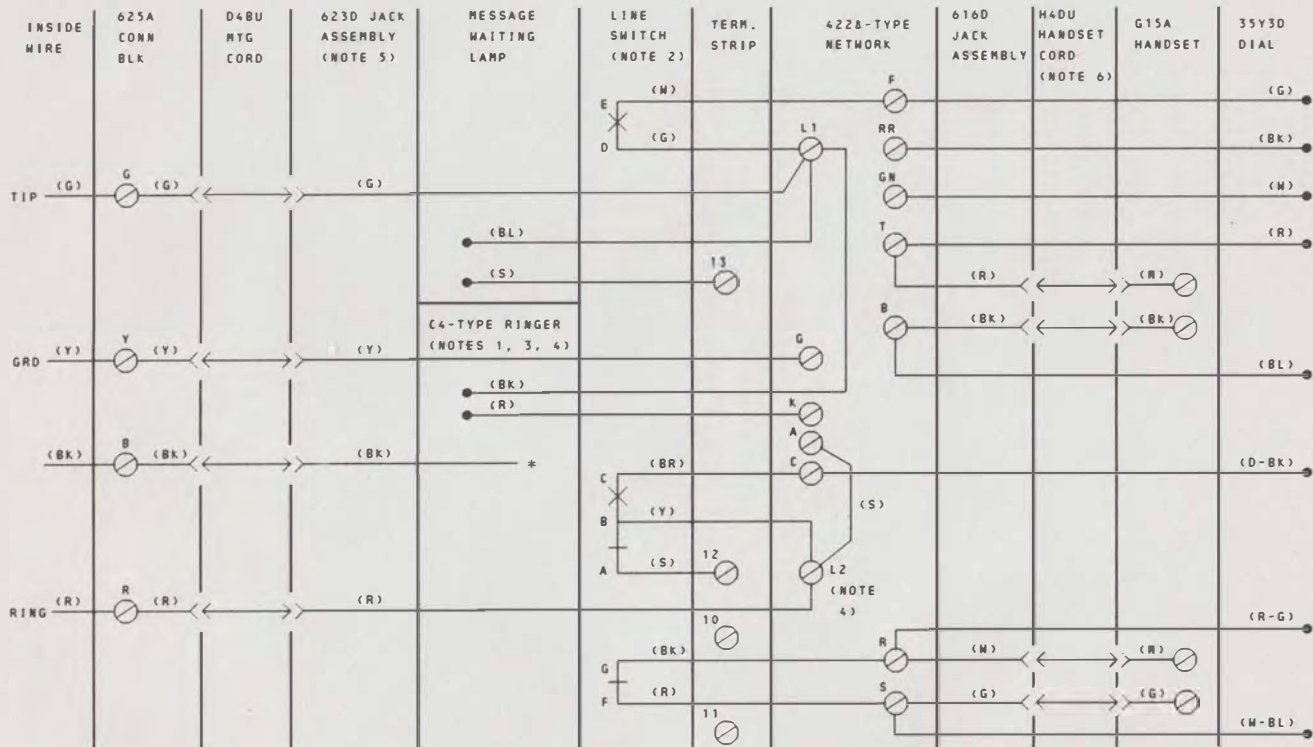 INSIDE
WIRE
625A
CONN
BLK
D4BU
MTG
CORD
623D JACK
ASSEMBLY
(NOTE 5)
MESSAGE
WAITING
LAMP
LINE
SWITCH
(NOTE 2)
TERM.
STRIP
4228-TYPE
NETWORK
616D
JACK
ASSEMBLY
H4DU
HANDSET
CORD
(NOTE 6)
G15A
HANDSET
35Y3D
DIAL
E (W) F (G)
D (G) L1 RR (BK)
TIP (G) G (G) (G) GN (W)
(BL) T (R)
(S) 13 (R) (M)
C4-TYPE RINGER
(NOTES 1, 3, 4)
B (BK) (BK)
GRD (Y) Y (Y) (Y) G
(BK) (BL)
(R) K
A
(BK) B (BK) (BK) *
C (BR) C (D-BK)
B (Y) (S)
A (S) 12 L2
(NOTE
4)
RING (R) R (R) (R)
10 (R-G)
G (BK) R (W) (M)
F (R) S (G) (G)
11 (W-BL)